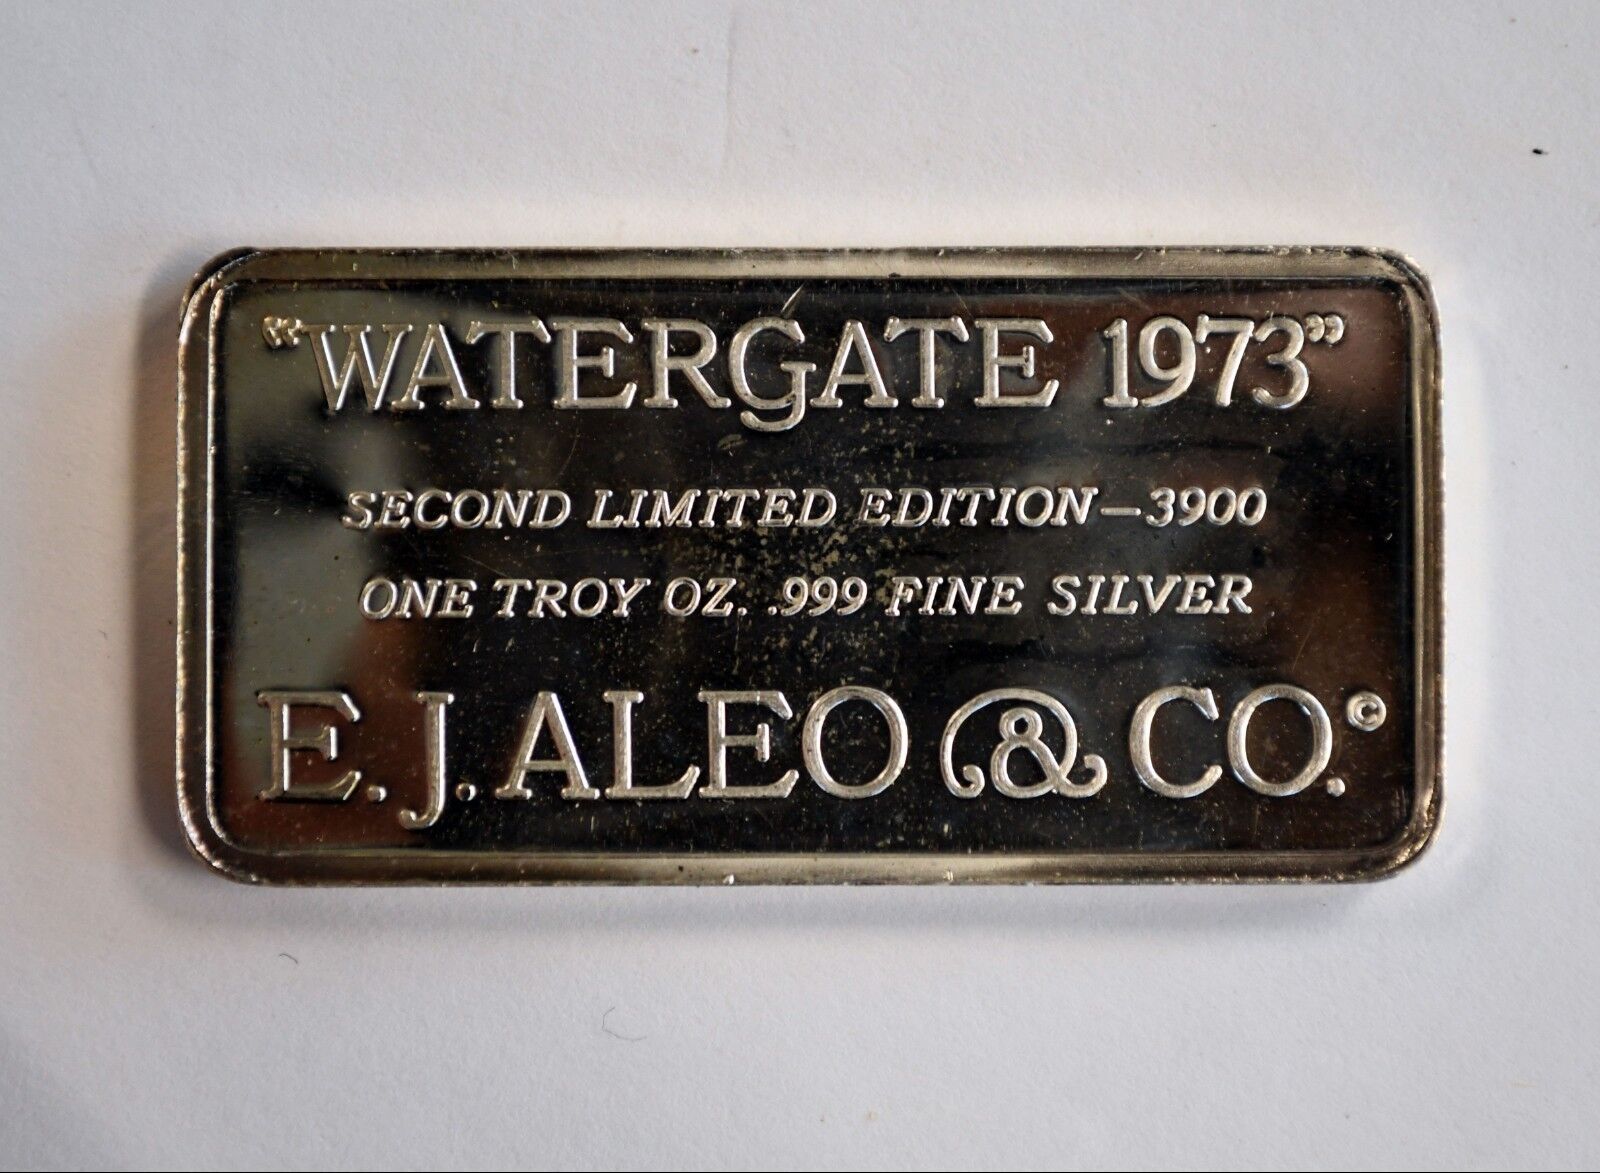 “WATERGATE 1973”
SECOND LIMITED EDITION—3900
ONE TROY OZ. .999 FINE SILVER
E.J. ALEO & CO.©